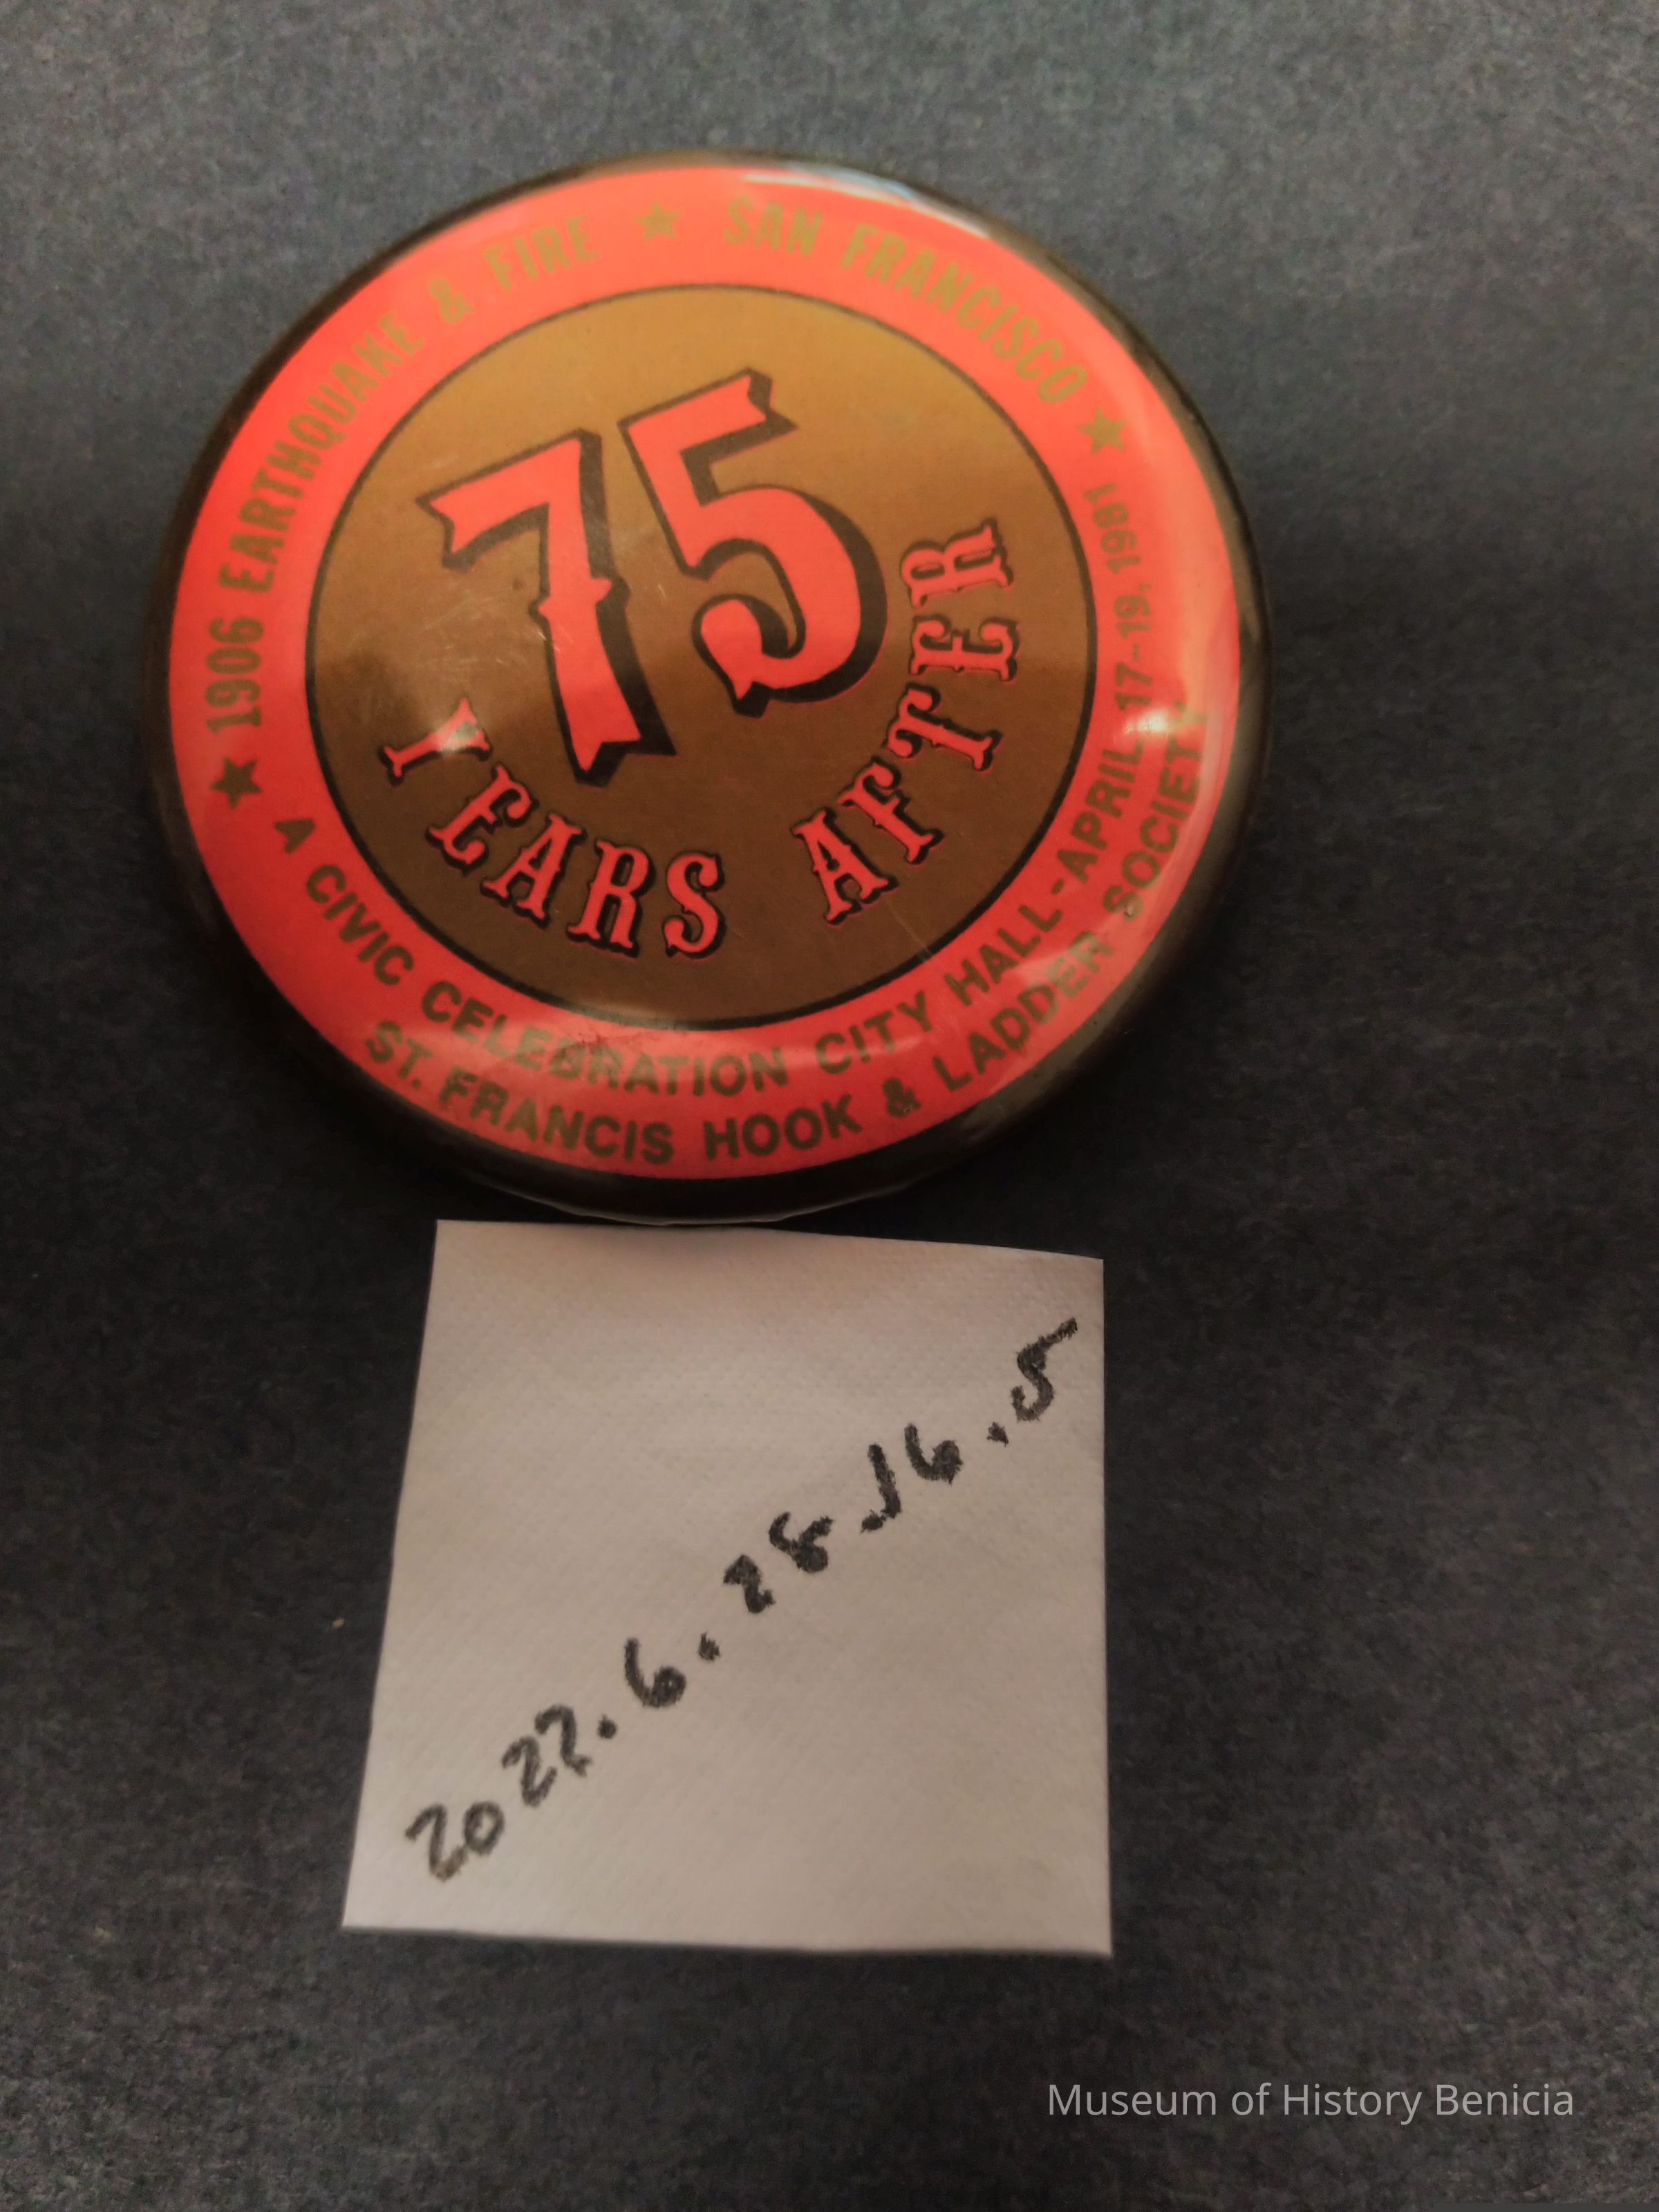 ★ 1906 EARTHQUAKE & FIRE ★ SAN FRANCISCO ★
75
YEARS AFTER
A CIVIC CELEBRATION CITY HALL-APRIL 17-19, 1981
ST. FRANCIS HOOK & LADDER SOCIETY
2022.6.28.16.5
Museum of History Benicia